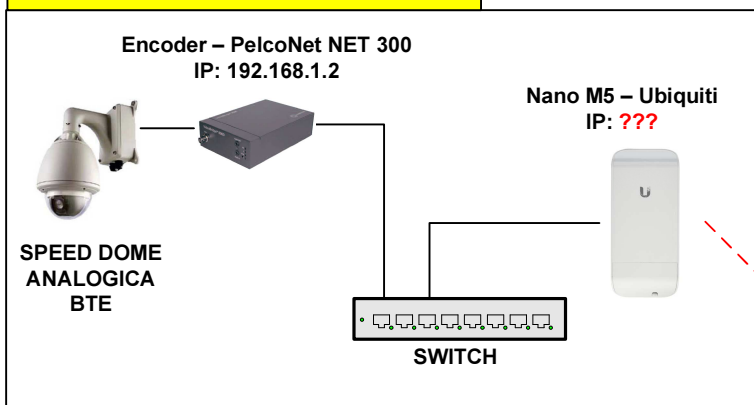 Encoder – PelcoNet NET 300
IP: 192.168.1.2
Nano M5 – Ubiquiti
IP: ???
SPEED DOME
ANALOGICA
BTE
SWITCH